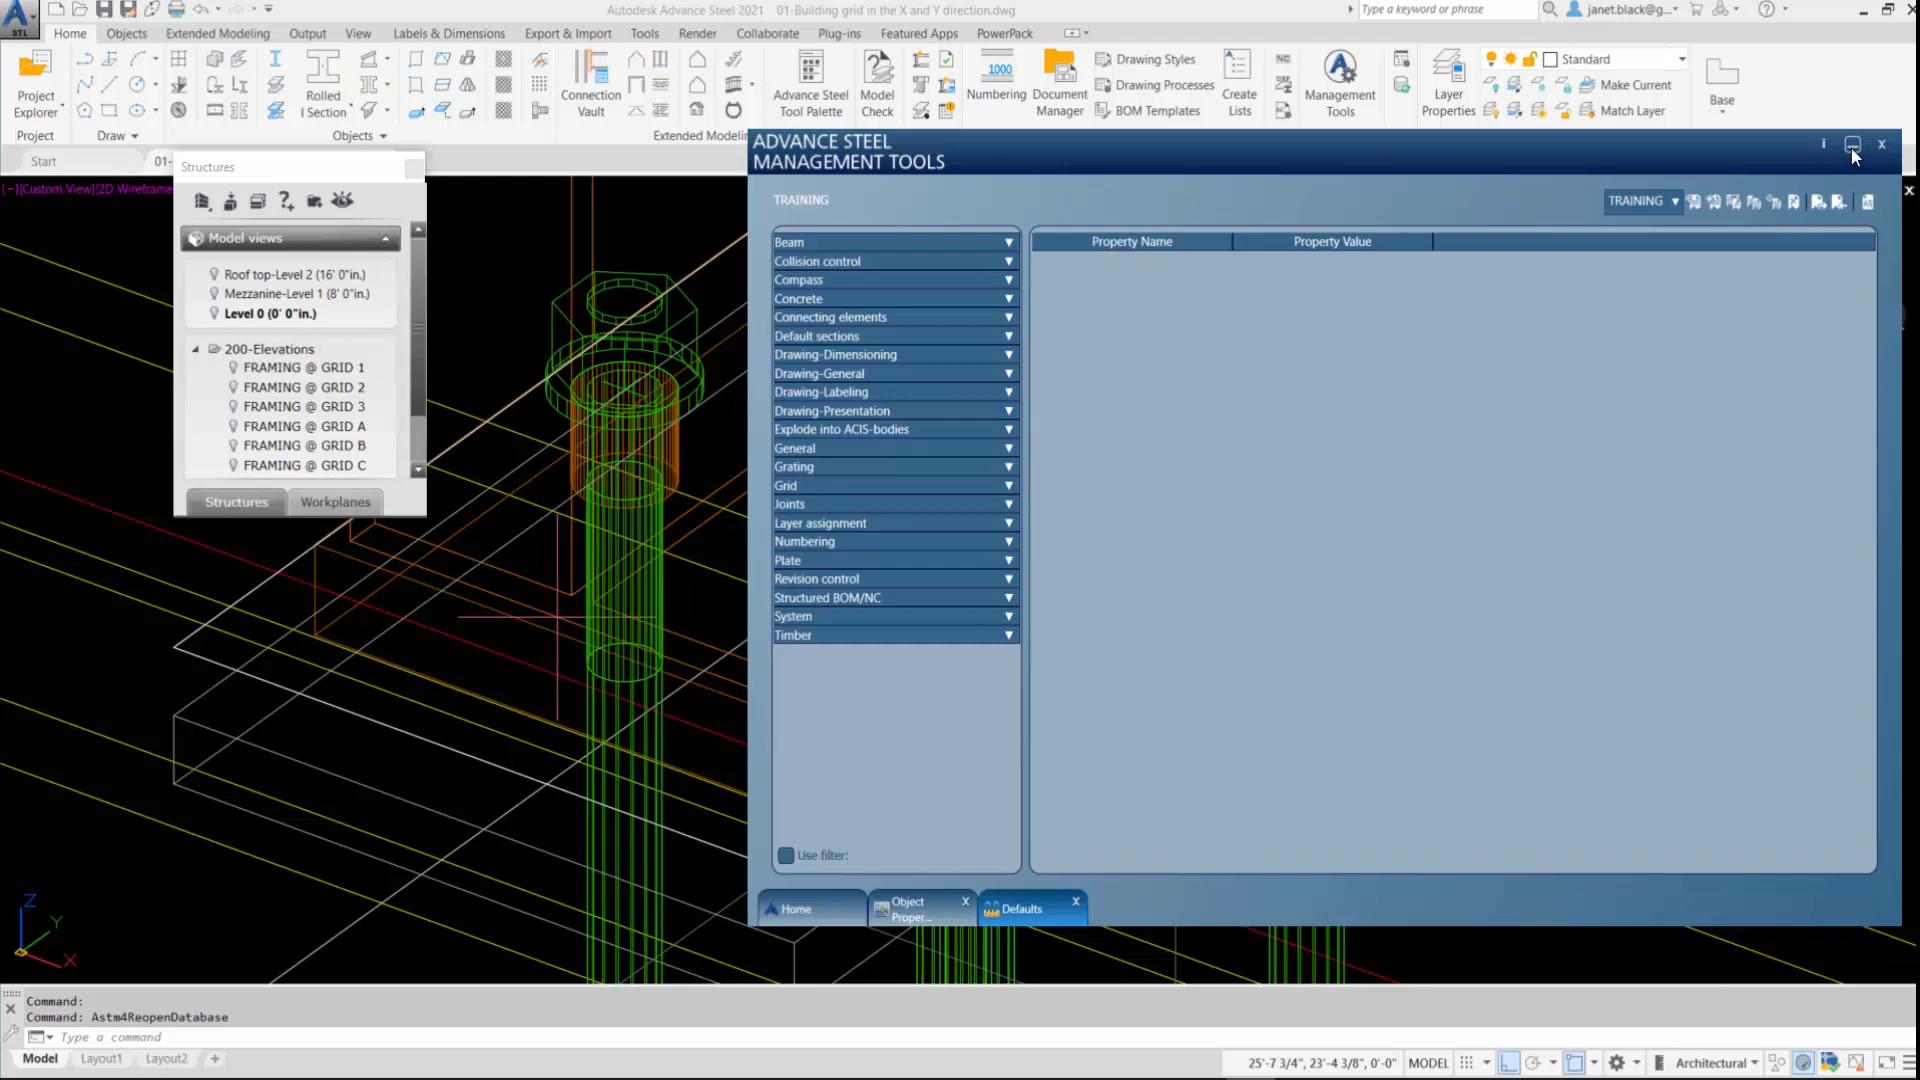 Autodesk Advance Steel 2021 01-Building grid in the X and Y direction.dwg
Type a keyword or phrase
janet.black@g...
STL
Home Objects Extended Modeling Output View Labels & Dimensions Export & Import Tools Render Collaborate Plug-ins Featured Apps PowerPack
Project Explorer
Rolled I Section
Connection Vault
Advance Steel Tool Palette
Model Check
1000
Numbering
Document Manager
Drawing Styles
Drawing Processes
BOM Templates
Create Lists
NC
DXF
Management Tools
Layer Properties
Standard
Make Current
Match Layer
Base
Project Draw Objects Extended Modelin
Start 01-
[−][Custom View][2D Wireframe
Structures
Model views
Roof top-Level 2 (16' 0"in.)
Mezzanine-Level 1 (8' 0"in.)
Level 0 (0' 0"in.)
200-Elevations
FRAMING @ GRID 1
FRAMING @ GRID 2
FRAMING @ GRID 3
FRAMING @ GRID A
FRAMING @ GRID B
FRAMING @ GRID C
Structures Workplanes
ADVANCE STEEL
MANAGEMENT TOOLS
i
x
TRAINING
TRAINING
Property Name Property Value
Beam
Collision control
Compass
Concrete
Connecting elements
Default sections
Drawing-Dimensioning
Drawing-General
Drawing-Labeling
Drawing-Presentation
Explode into ACIS-bodies
General
Grating
Grid
Joints
Layer assignment
Numbering
Plate
Revision control
Structured BOM/NC
System
Timber
Use filter:
Home
Object Proper... X
Defaults X
Z
Y
X
Command:
Command: Astm4ReopenDatabase
Type a command
Model Layout1 Layout2 +
25'-7 3/4", 23'-4 3/8", 0'-0" MODEL
Architectural